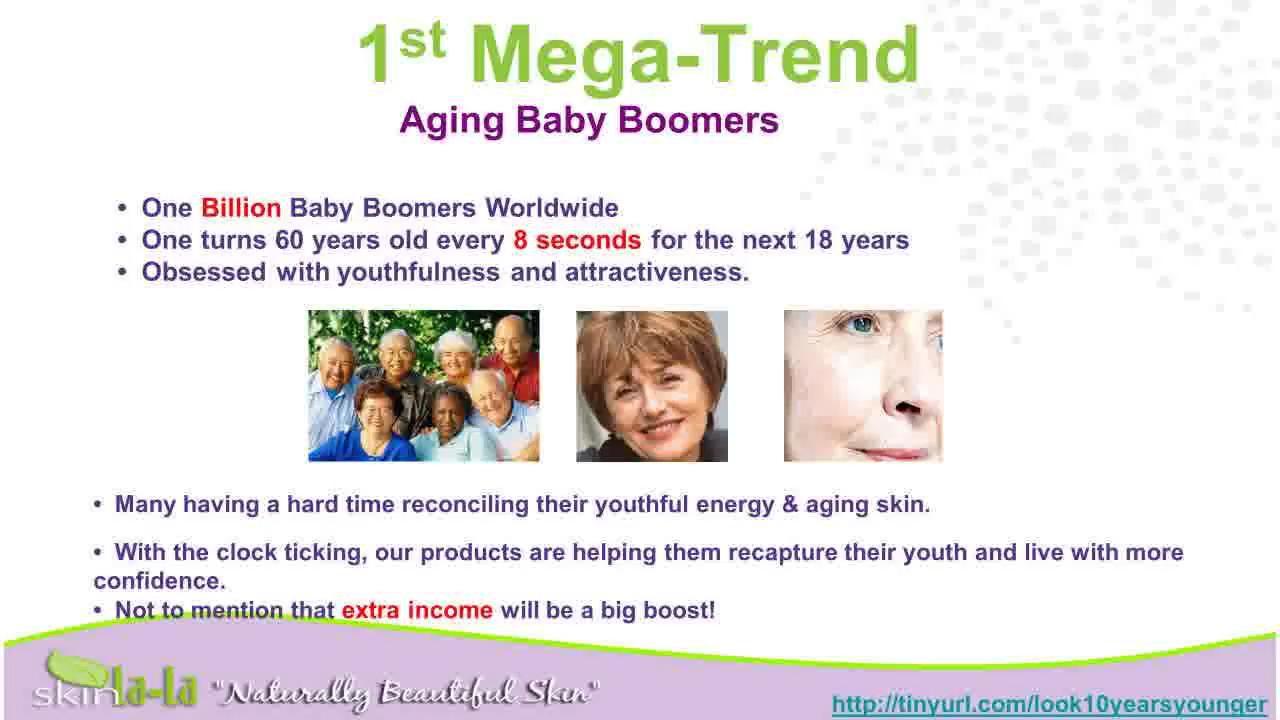 1st Mega-Trend
Aging Baby Boomers
• One Billion Baby Boomers Worldwide
• One turns 60 years old every 8 seconds for the next 18 years
• Obsessed with youthfulness and attractiveness.
• Many having a hard time reconciling their youthful energy & aging skin.
• With the clock ticking, our products are helping them recapture their youth and live with more
confidence.
• Not to mention that extra income will be a big boost!
skin la-la "Naturally Beautiful Skin"
http://tinyurl.com/look10yearsyounger